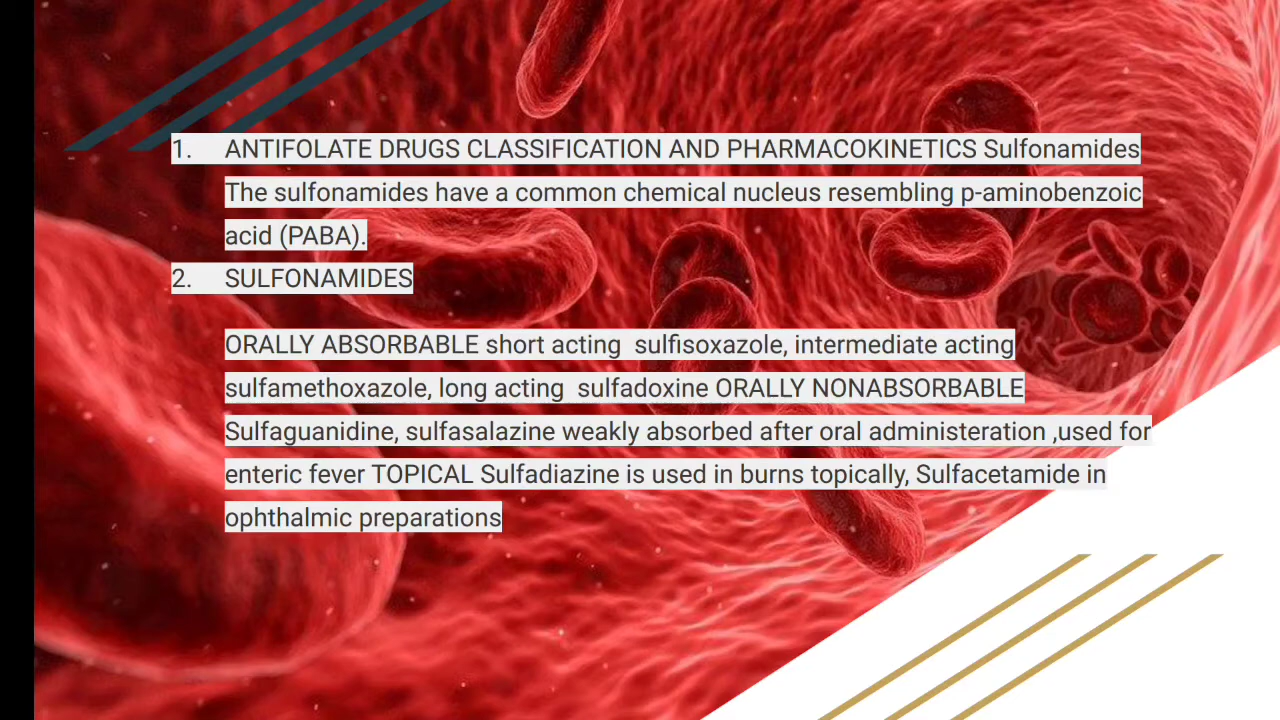 1. ANTIFOLATE DRUGS CLASSIFICATION AND PHARMACOKINETICS Sulfonamides
The sulfonamides have a common chemical nucleus resembling p-aminobenzoic
acid (PABA).
2. SULFONAMIDES
ORALLY ABSORBABLE short acting  sulfisoxazole, intermediate acting
sulfamethoxazole, long acting  sulfadoxine ORALLY NONABSORBABLE
Sulfaguanidine, sulfasalazine weakly absorbed after oral administeration ,used for
enteric fever TOPICAL Sulfadiazine is used in burns topically, Sulfacetamide in
ophthalmic preparations